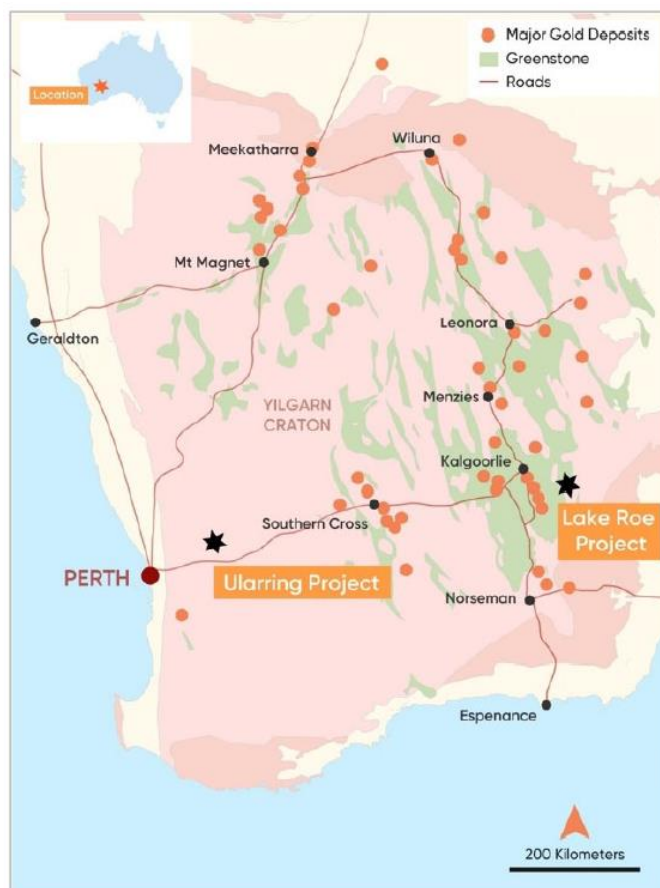 Location
Major Gold Deposits
Greenstone
Roads
Meekatharra
Wiluna
Mt Magnet
Geraldton
Leonora
Menzies
YILGARN
CRATON
Kalgoorlie
Southern Cross
Lake Roe
Project
PERTH
Ularring Project
Norseman
Espenance
200 Kilometers